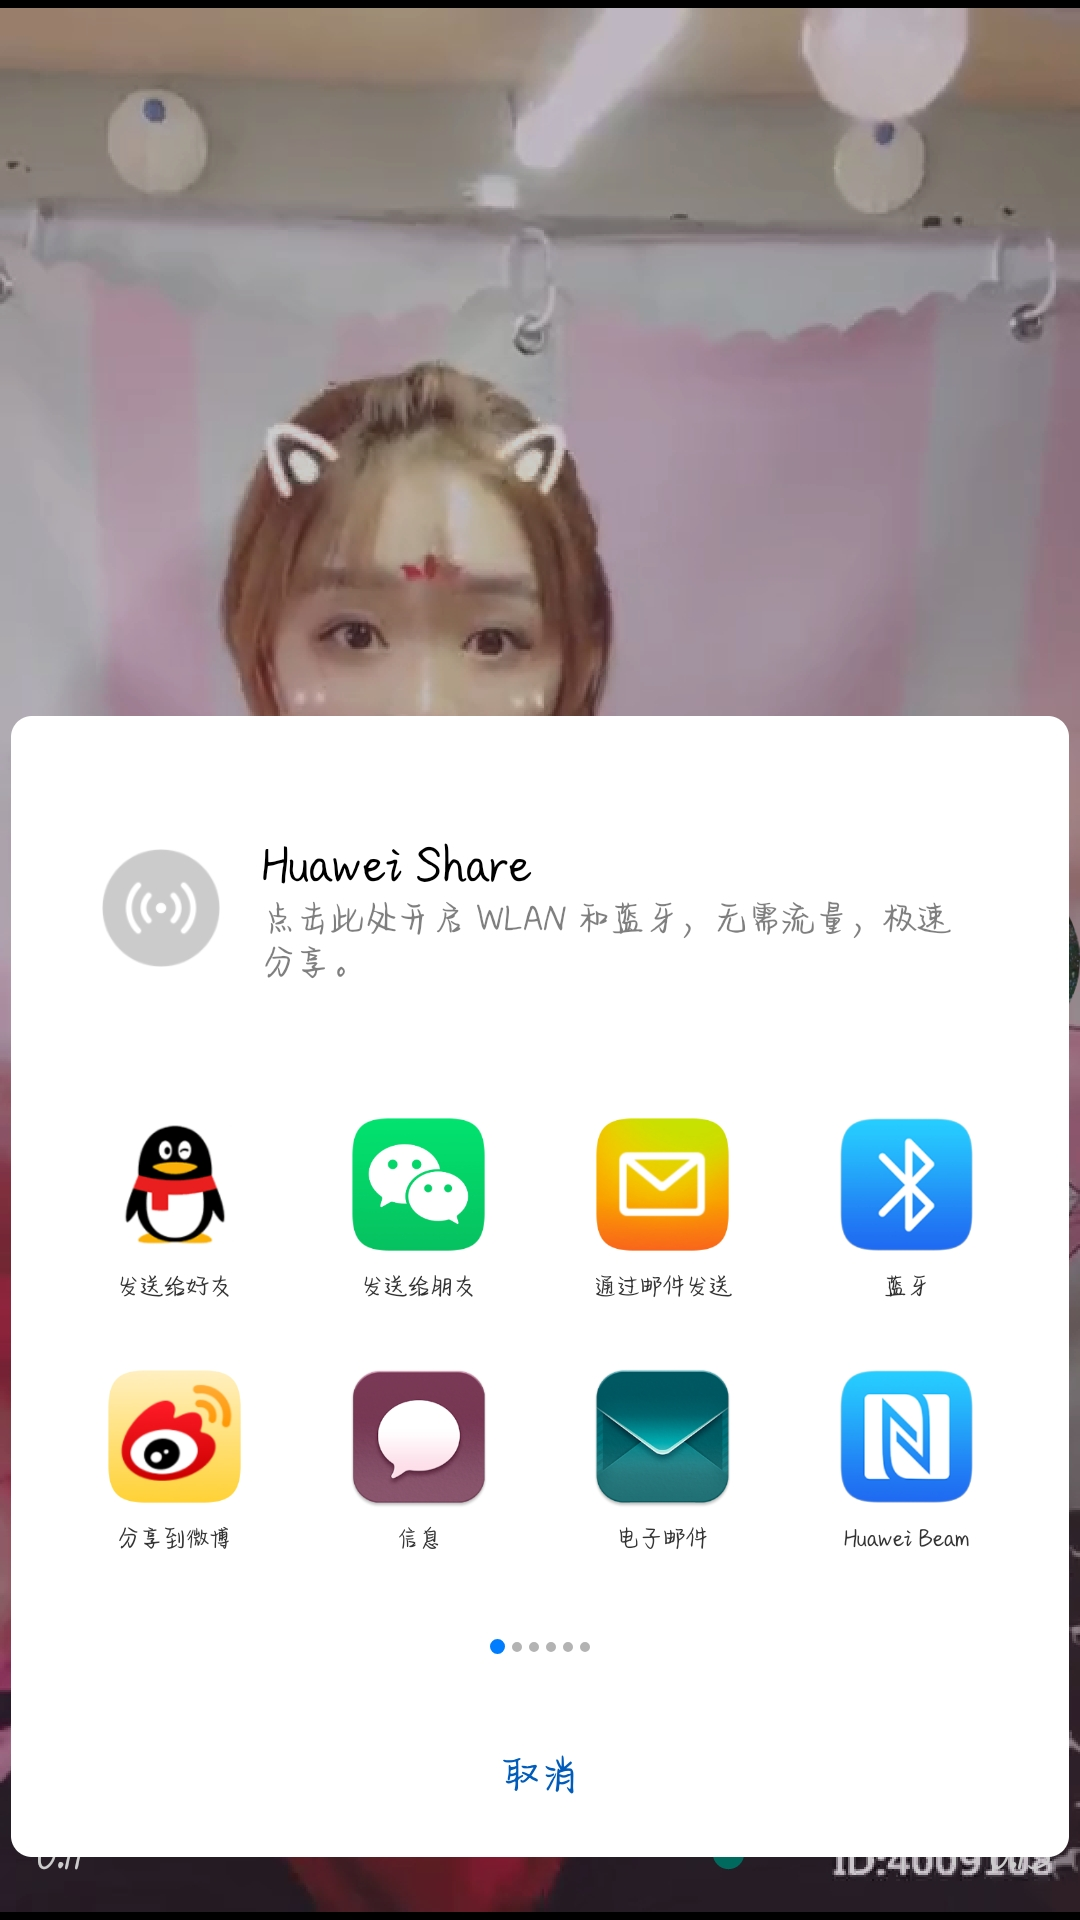 Huawei Share
点击此处开启 WLAN 和蓝牙，无需流量，极速
分享。
发送给好友
发送给朋友
通过邮件发送
蓝牙
分享到微博
信息
电子邮件
Huawei Beam
取消